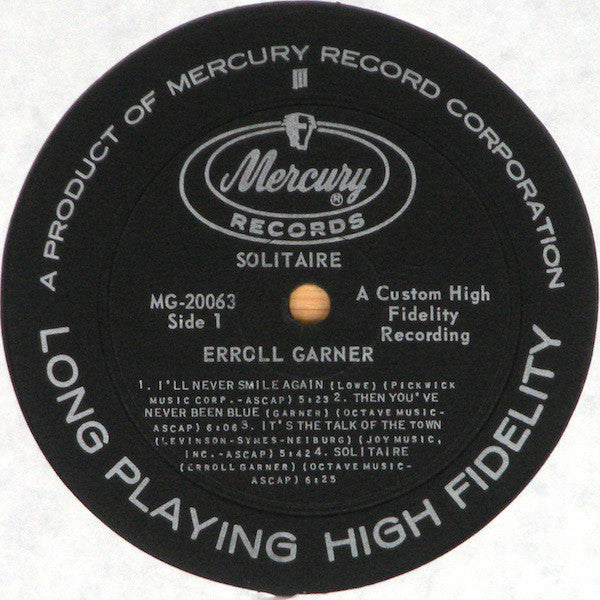 A PRODUCT OF MERCURY RECORD CORPORATION
Mercury
®
RECORDS
SOLITAIRE
MG-20063
Side 1
A Custom High
Fidelity
Recording
ERROLL GARNER
1. I'LL NEVER SMILE AGAIN (LOWE) (PICKWICK
MUSIC CORP.-ASCAP) 5:23 2. THEN YOU'VE
NEVER BEEN BLUE (GARNER) (OCTAVE MUSIC-
ASCAP) 6:06 3. IT'S THE TALK OF THE TOWN
(LEVINSON-SYMES-NEIBURG) (JOY MUSIC,
INC.-ASCAP) 5:42 4. SOLITAIRE
(ERROLL GARNER) (OCTAVE MUSIC-
ASCAP) 6:25
LONG PLAYING HIGH FIDELITY